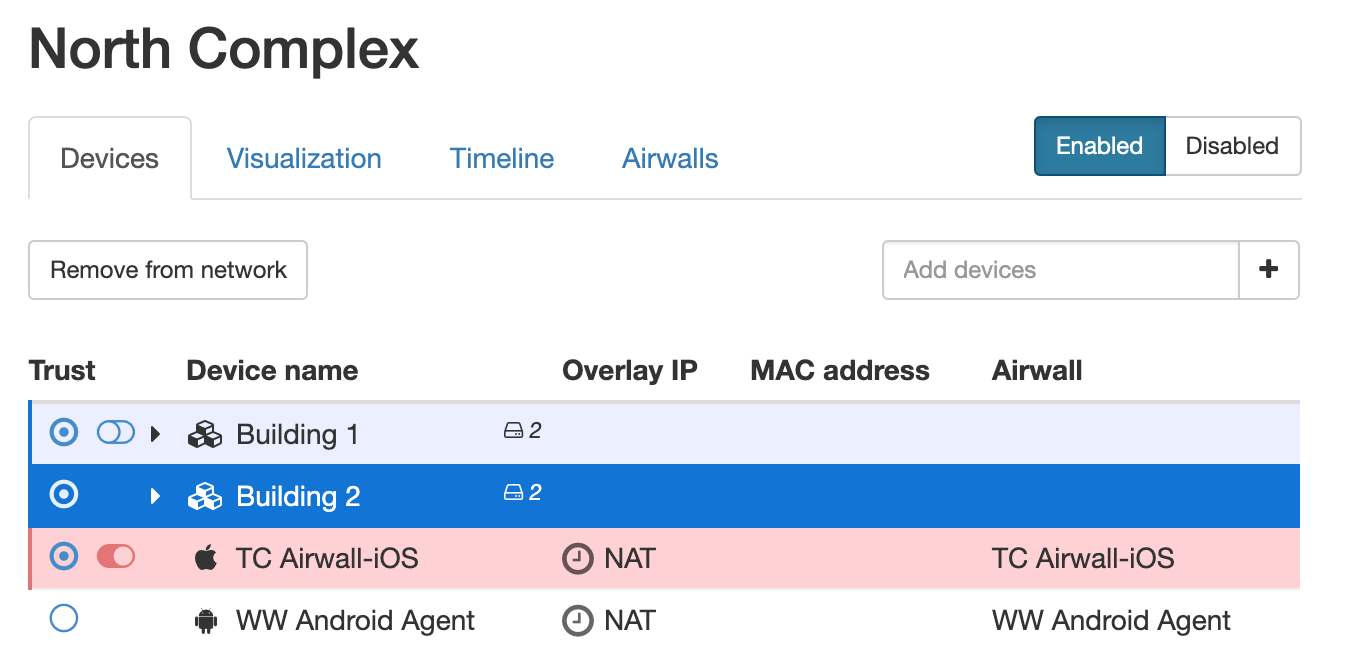 North Complex
Devices Visualization Timeline Airwalls Enabled Disabled
Remove from network Add devices
Trust Device name Overlay IP MAC address Airwall
Building 1 2
Building 2 2
TC Airwall-iOS NAT TC Airwall-iOS
WW Android Agent NAT WW Android Agent